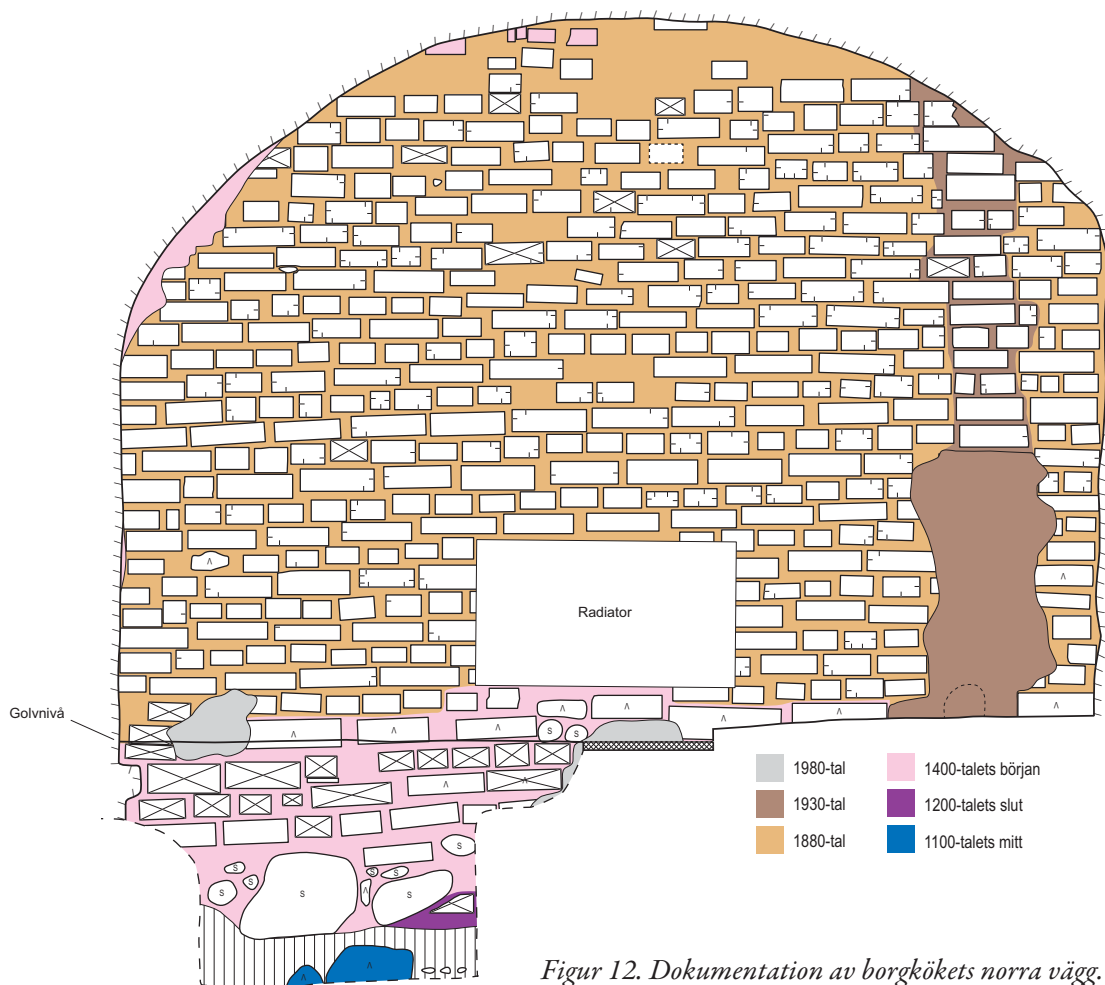 Radiator
Golvnivå
1980-tal
1930-tal
1880-tal
1400-talets början
1200-talets slut
1100-talets mitt
S S
S S S S S S S S
Figur 12. Dokumentation av borgkökets norra vägg.